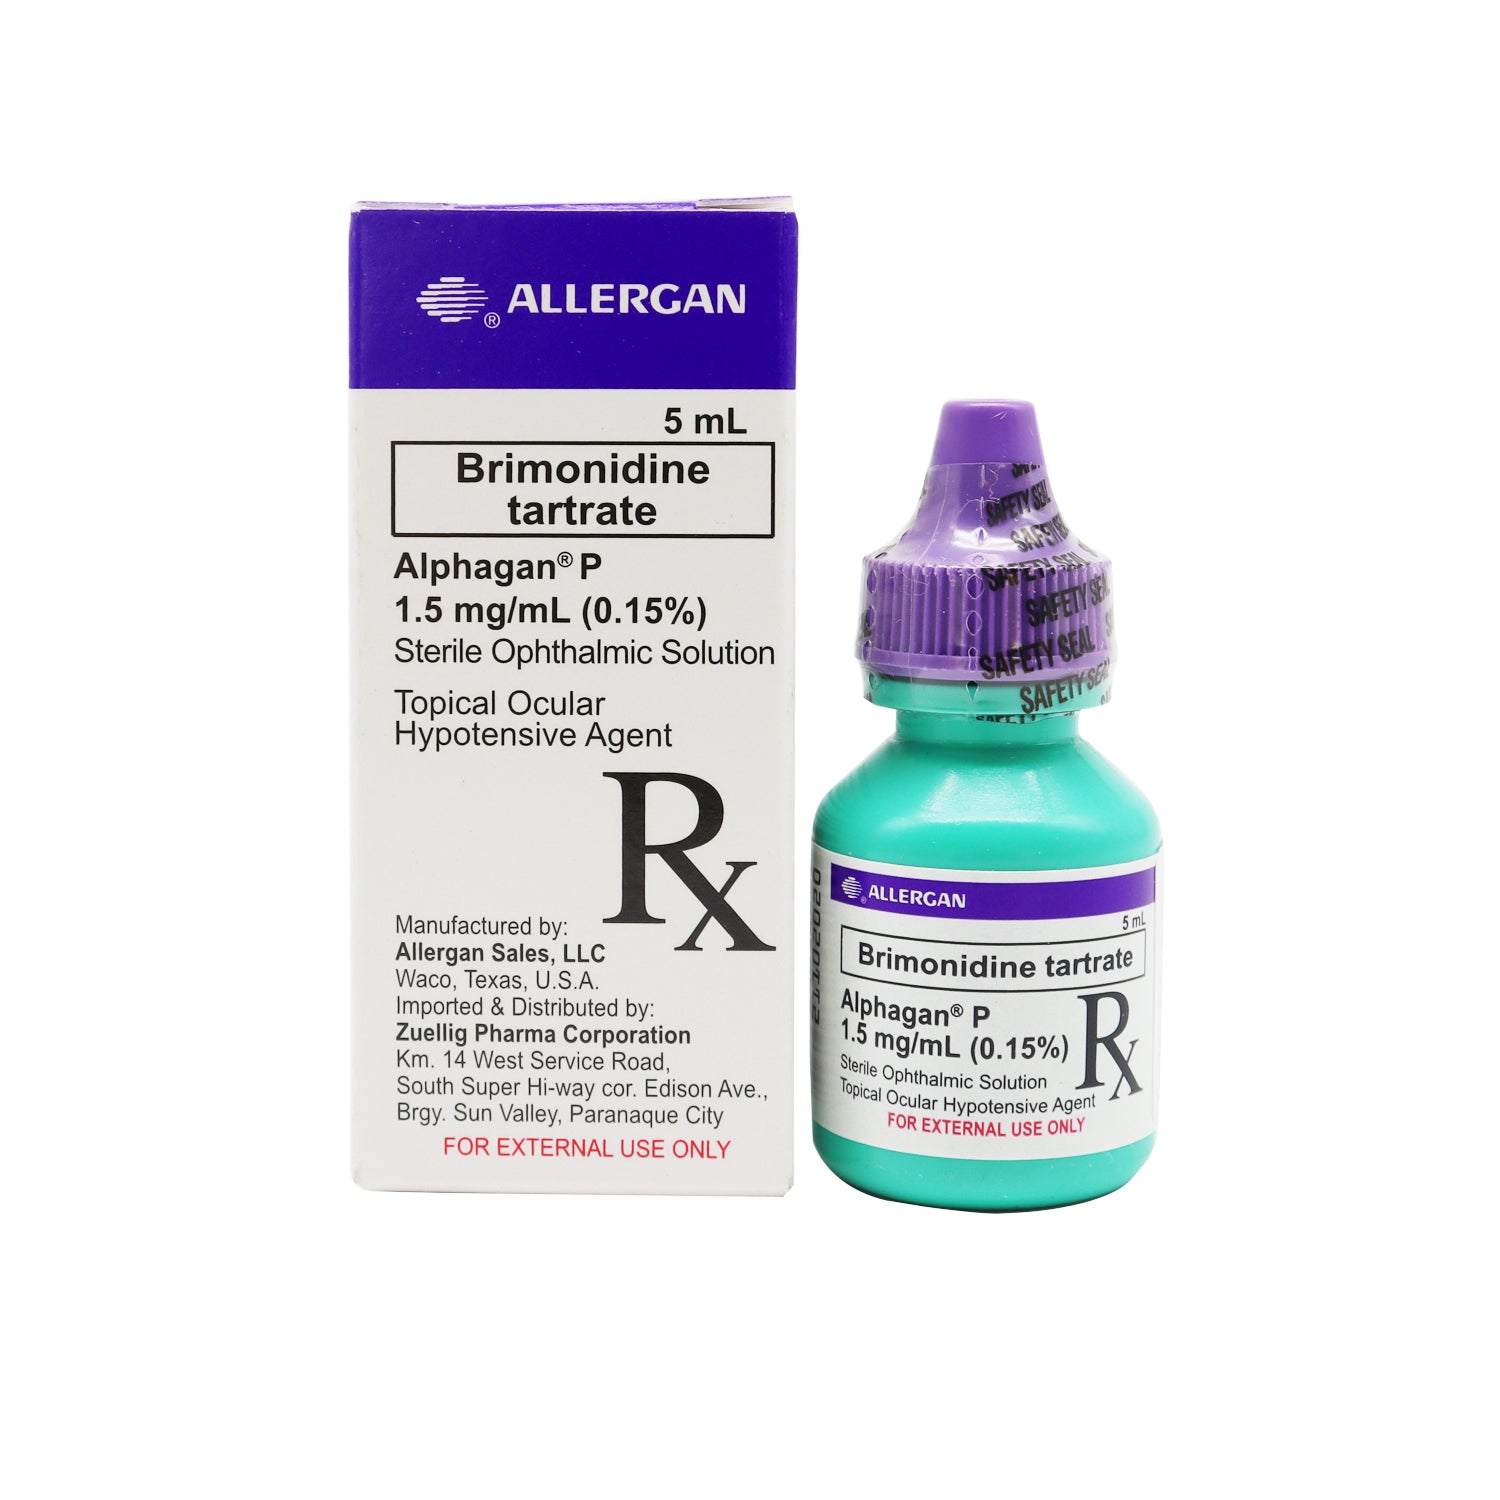 ® ALLERGAN
5 mL
Brimonidine
tartrate
Alphagan® P
1.5 mg/mL (0.15%)
Sterile Ophthalmic Solution
Topical Ocular
Hypotensive Agent
Rx
Manufactured by:
Allergan Sales, LLC
Waco, Texas, U.S.A.
Imported & Distributed by:
Zuellig Pharma Corporation
Km. 14 West Service Road,
South Super Hi-way cor. Edison Ave.,
Brgy. Sun Valley, Paranaque City
FOR EXTERNAL USE ONLY
SAFETY SEAL
SAFETY SEAL
SAFETY SEAL
SAFETY SEAL
SAFETY SEAL
® ALLERGAN
5 mL
Brimonidine tartrate
Alphagan® P
1.5 mg/mL (0.15%)
Rx
Sterile Ophthalmic Solution
Topical Ocular Hypotensive Agent
FOR EXTERNAL USE ONLY